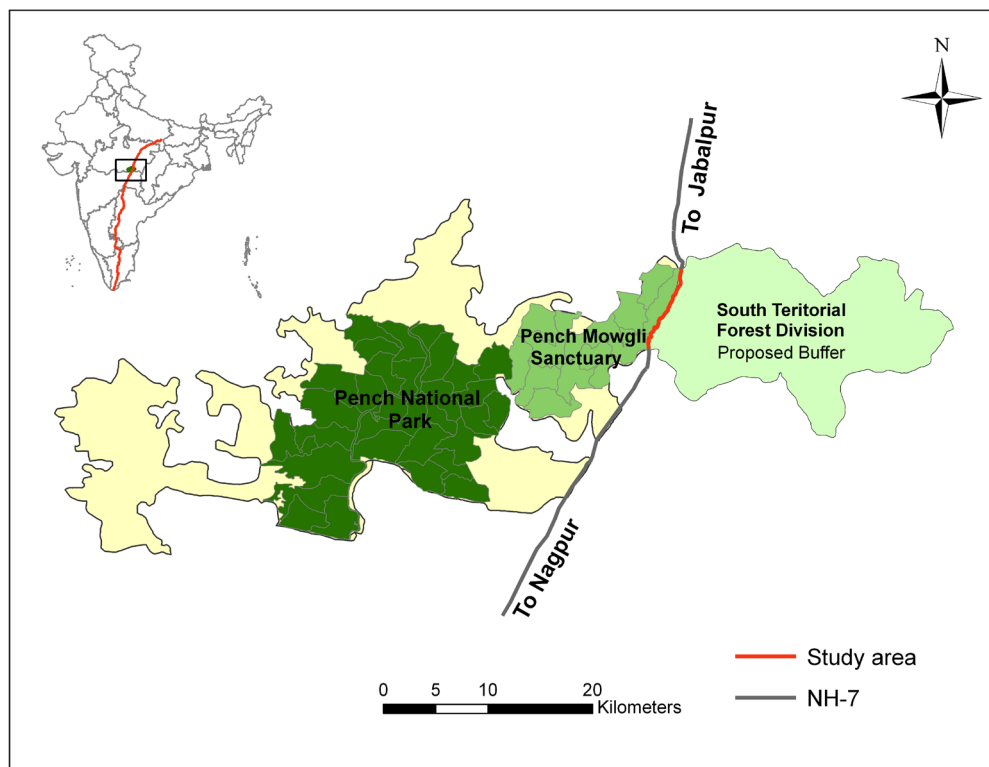 N
To Jabalpur
South Teritorial
Forest Division
Proposed Buffer
Pench Mowgli
Sanctuary
Pench National
Park
To Nagpur
Study area
NH-7
0 5 10 20
Kilometers